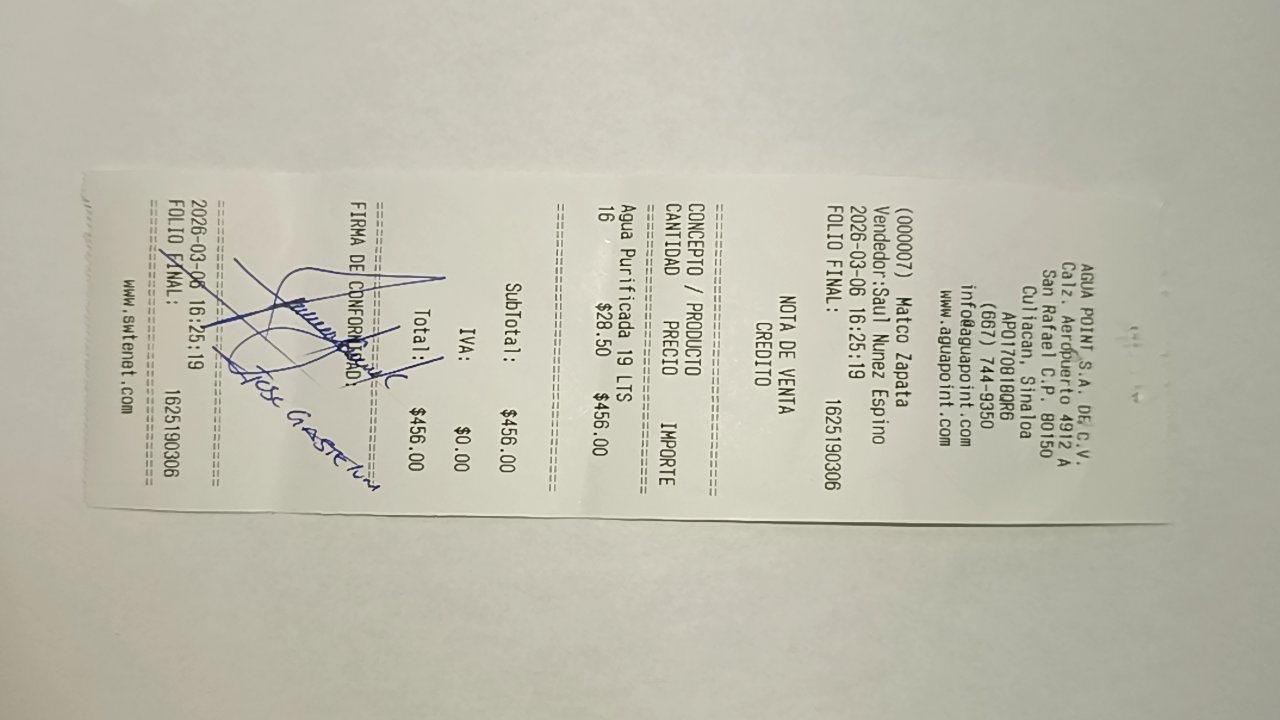 AGUA POINT S.A. DE C.V.
Calz. Aeropuerto 4912 A
San Rafael C.P. 80150
Culiacan, Sinaloa
APO170818QR6
(667) 744-9350
info@aguapoint.com
www.aguapoint.com
(000007) Matco Zapata
Vendedor:Saul Nunez Espino
2026-03-06 16:25:19
FOLIO FINAL: 1625190306
NOTA DE VENTA
CREDITO
CONCEPTO / PRODUCTO
CANTIDAD PRECIO IMPORTE
Agua Purificada 19 LTS
16 $28.50 $456.00
SubTotal: $456.00
IVA: $0.00
Total: $456.00
FIRMA DE CONFORMIDAD:
Jose Gastelum
2026-03-06 16:25:19
FOLIO FINAL: 1625190306
www.swtenet.com